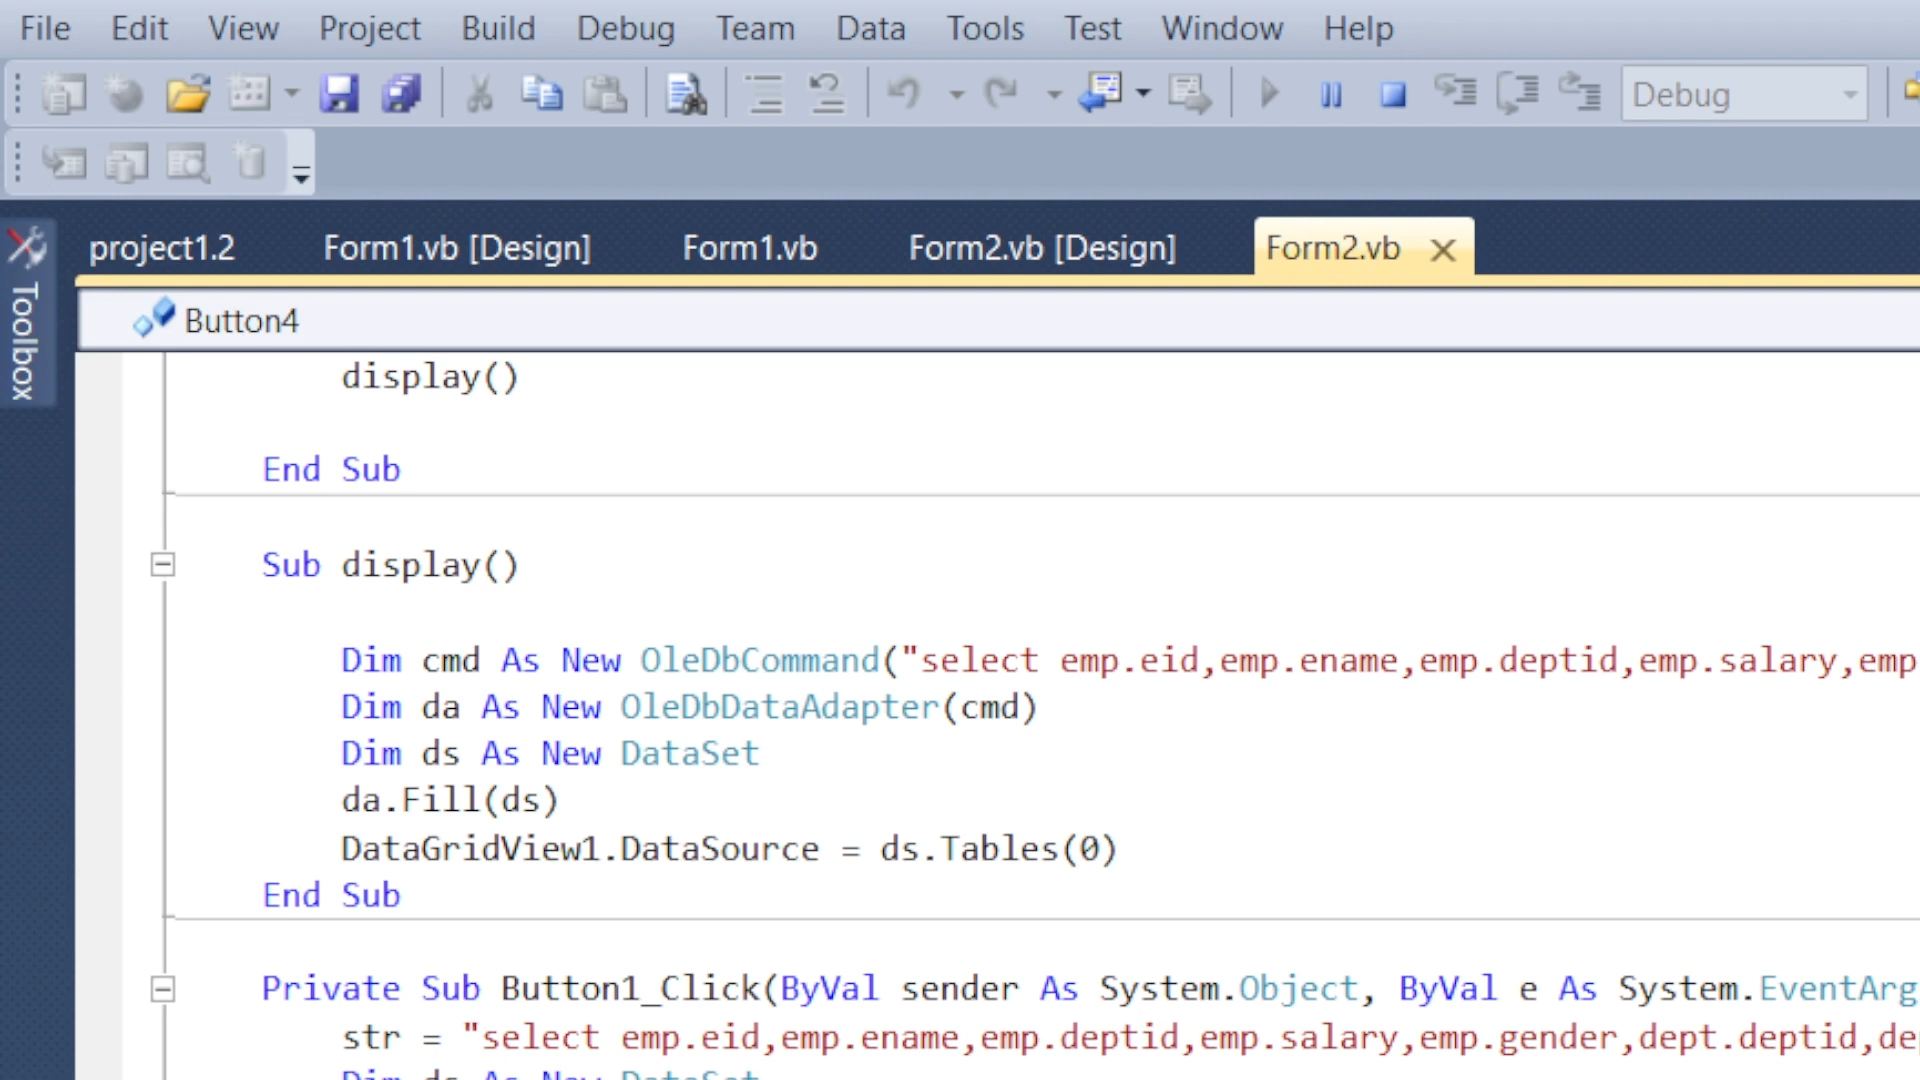 File Edit View Project Build Debug Team Data Tools Test Window Help
Debug
project1.2 Form1.vb [Design] Form1.vb Form2.vb [Design] Form2.vb
Toolbox
Button4
display()
End Sub
Sub display()
Dim cmd As New OleDbCommand("select emp.eid,emp.ename,emp.deptid,emp.salary,emp
Dim da As New OleDbDataAdapter(cmd)
Dim ds As New DataSet
da.Fill(ds)
DataGridView1.DataSource = ds.Tables(0)
End Sub
Private Sub Button1_Click(ByVal sender As System.Object, ByVal e As System.EventArg
str = "select emp.eid,emp.ename,emp.deptid,emp.salary,emp.gender,dept.deptid,de
Dim ds As New DataSet